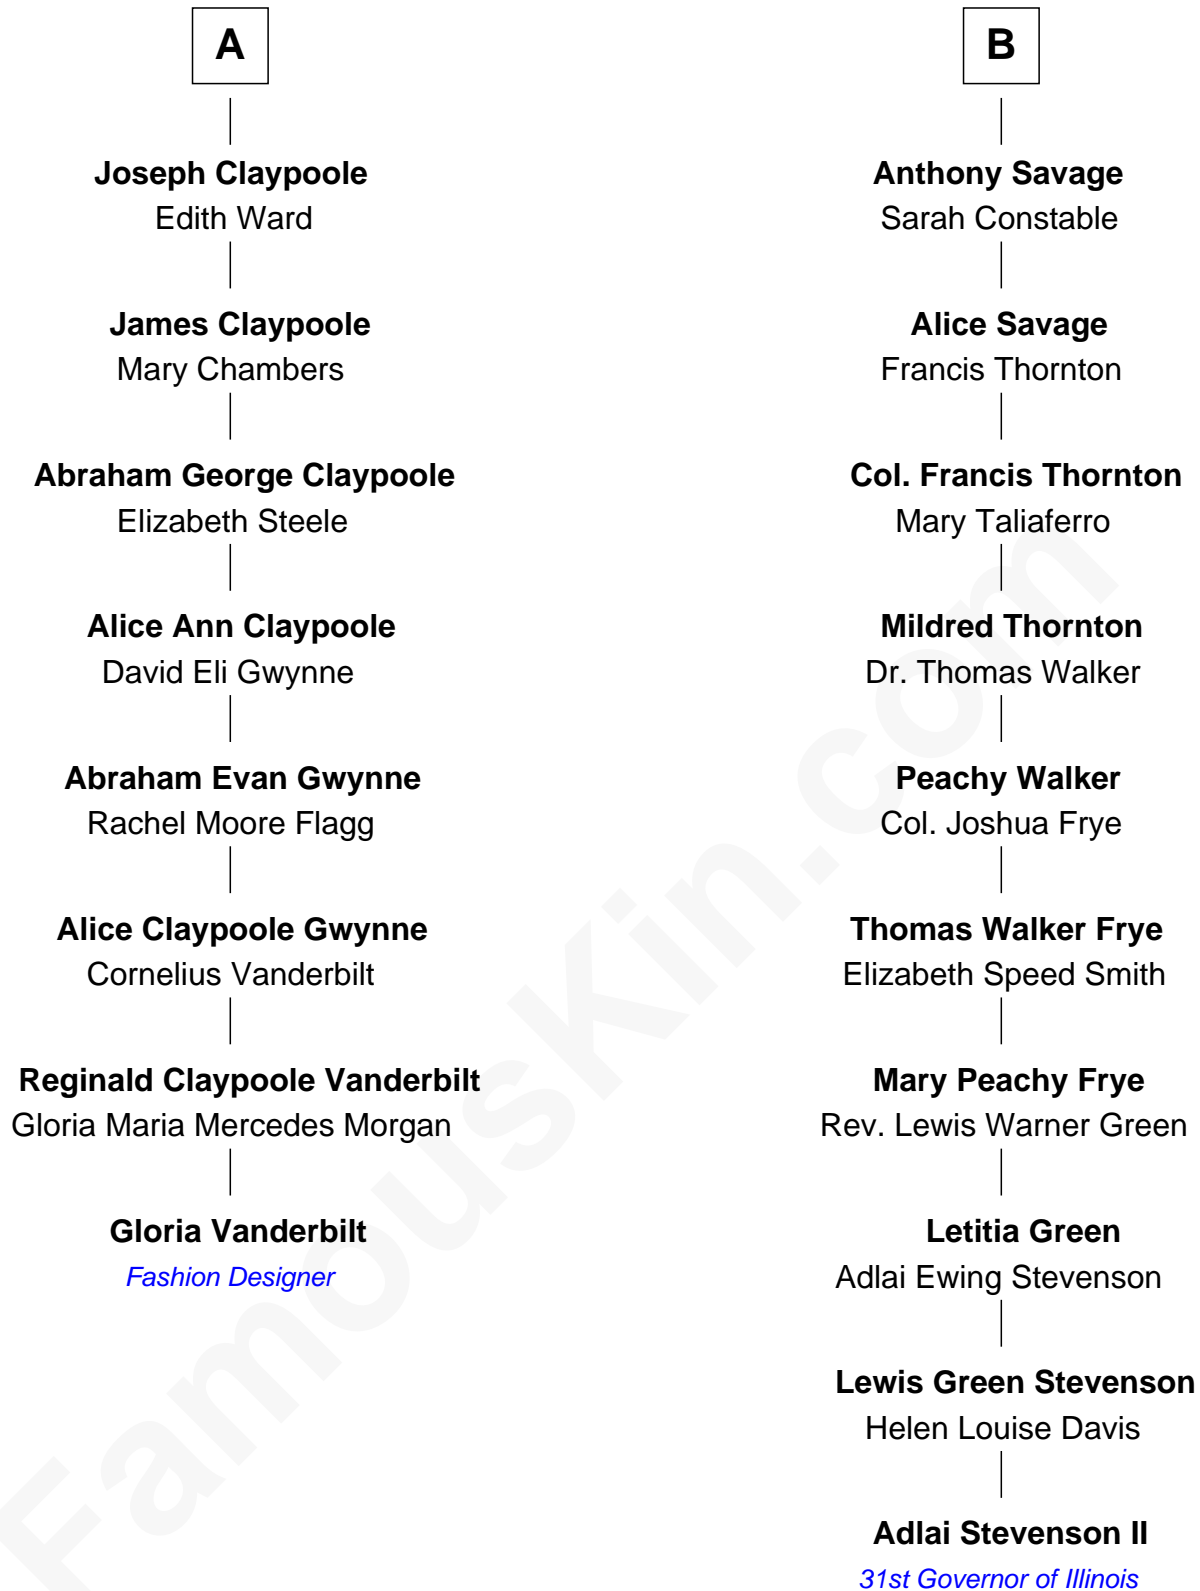 A
Joseph Claypoole
Edith Ward
James Claypoole
Mary Chambers
Abraham George Claypoole
Elizabeth Steele
Alice Ann Claypoole
David Eli Gwynne
Abraham Evan Gwynne
Rachel Moore Flagg
Alice Claypoole Gwynne
Cornelius Vanderbilt
Reginald Claypoole Vanderbilt
Gloria Maria Mercedes Morgan
Gloria Vanderbilt
Fashion Designer
B
Anthony Savage
Sarah Constable
Alice Savage
Francis Thornton
Col. Francis Thornton
Mary Taliaferro
Mildred Thornton
Dr. Thomas Walker
Peachy Walker
Col. Joshua Frye
Thomas Walker Frye
Elizabeth Speed Smith
Mary Peachy Frye
Rev. Lewis Warner Green
Letitia Green
Adlai Ewing Stevenson
Lewis Green Stevenson
Helen Louise Davis
Adlai Stevenson II
31st Governor of Illinois
FamousKin.com